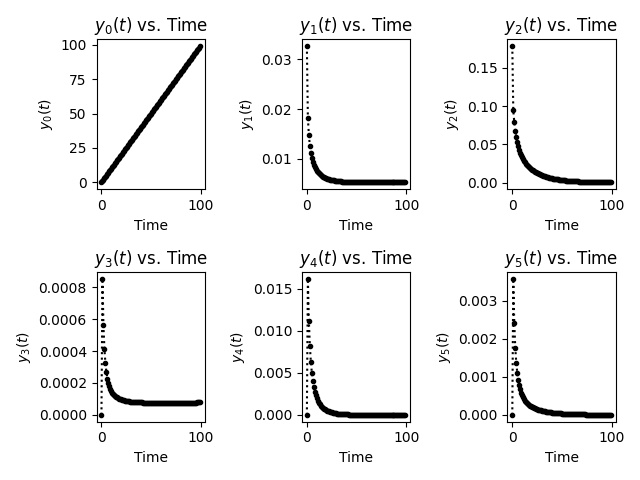 y₀(t) vs. Time
y₁(t) vs. Time
y₂(t) vs. Time
100
75
50
25
0
y₀(t)
0
100
Time
0.03
0.02
0.01
y₁(t)
0
100
Time
0.15
0.10
0.05
0.00
y₂(t)
0
100
Time
y₃(t) vs. Time
y₄(t) vs. Time
y₅(t) vs. Time
0.0008
0.0006
0.0004
0.0002
0.0000
y₃(t)
0
100
Time
0.015
0.010
0.005
0.000
y₄(t)
0
100
Time
0.003
0.002
0.001
0.000
y₅(t)
0
100
Time